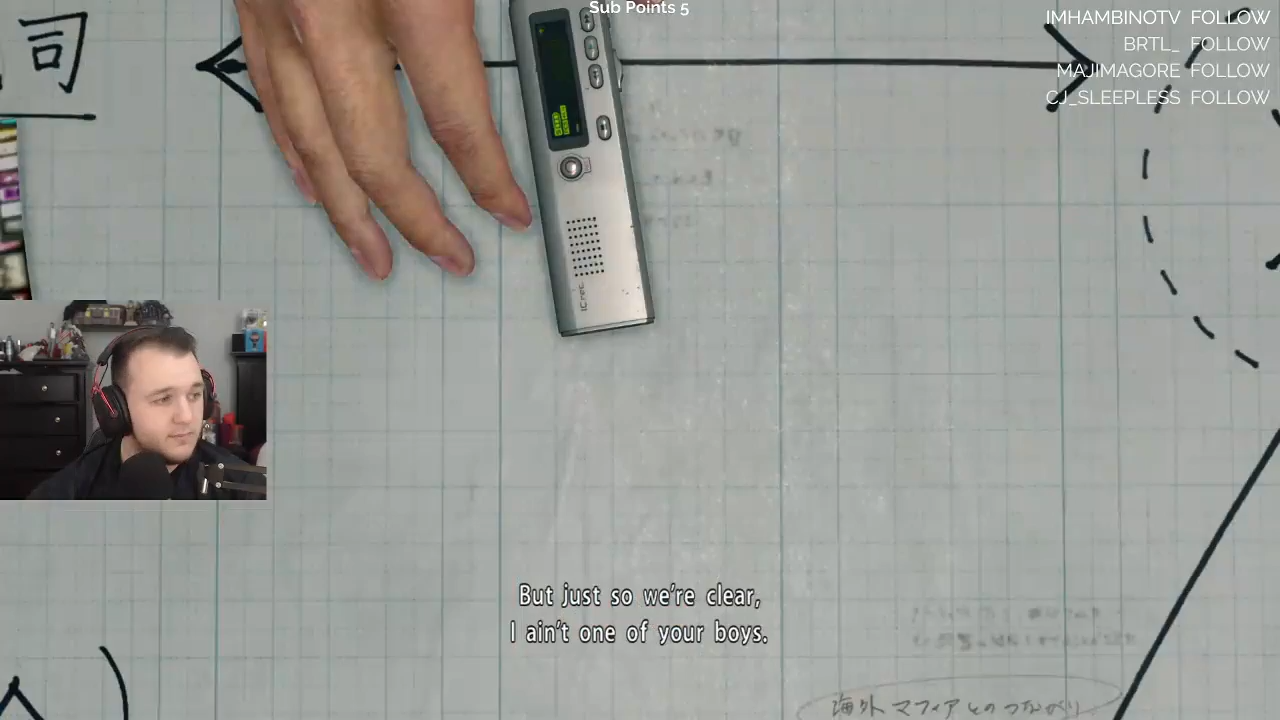 Sub Points 5
IMHAMBINOTV FOLLOW
BRTL_ FOLLOW
MAJIMAGORE FOLLOW
CJ_SLEEPLESS FOLLOW
司
But just so we're clear,
I ain't one of your boys.
海外マフィアとのつながり